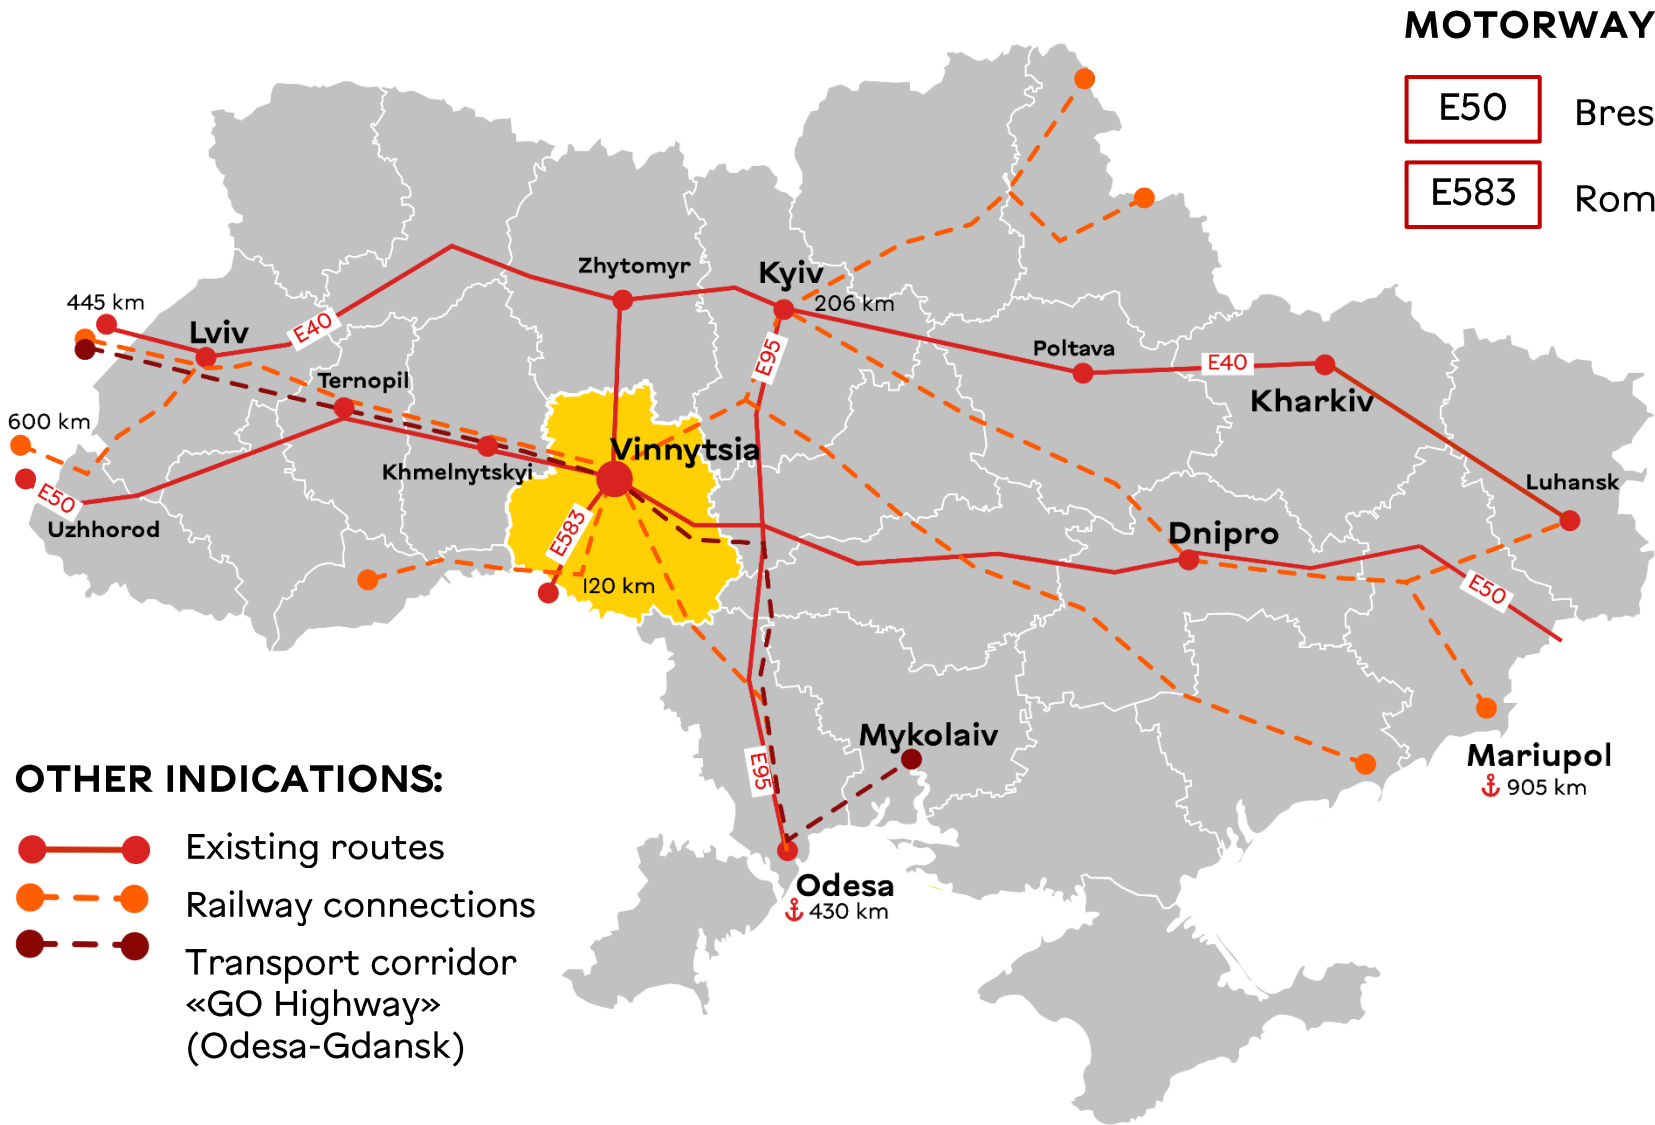 MOTORWAY
E50
Bres
E583
Rom
Zhytomyr
Kyiv
206 km
445 km
Lviv
E40
E95
Poltava
E40
Kharkiv
Ternopil
600 km
Vinnytsia
Khmelnytskyi
Luhansk
E50
Uzhhorod
E583
Dnipro
120 km
E50
Mykolaiv
Mariupol
905 km
E95
Odesa
430 km
OTHER INDICATIONS:
Existing routes
Railway connections
Transport corridor
«GO Highway»
(Odesa-Gdansk)